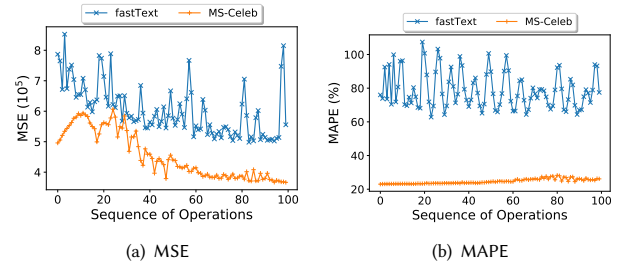 fastText MS-Celeb
MSE (10⁵)
8
7
6
5
4
0 20 40 60 80 100
Sequence of Operations
(a) MSE
fastText MS-Celeb
MAPE (%)
100
80
60
40
20
0 20 40 60 80 100
Sequence of Operations
(b) MAPE